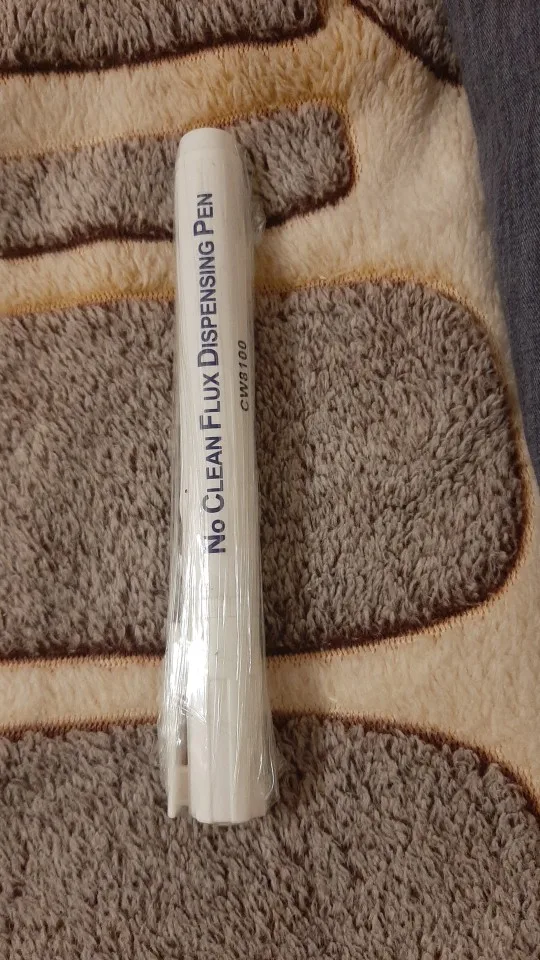 No Clean Flux Dispensing Pen
CW8100